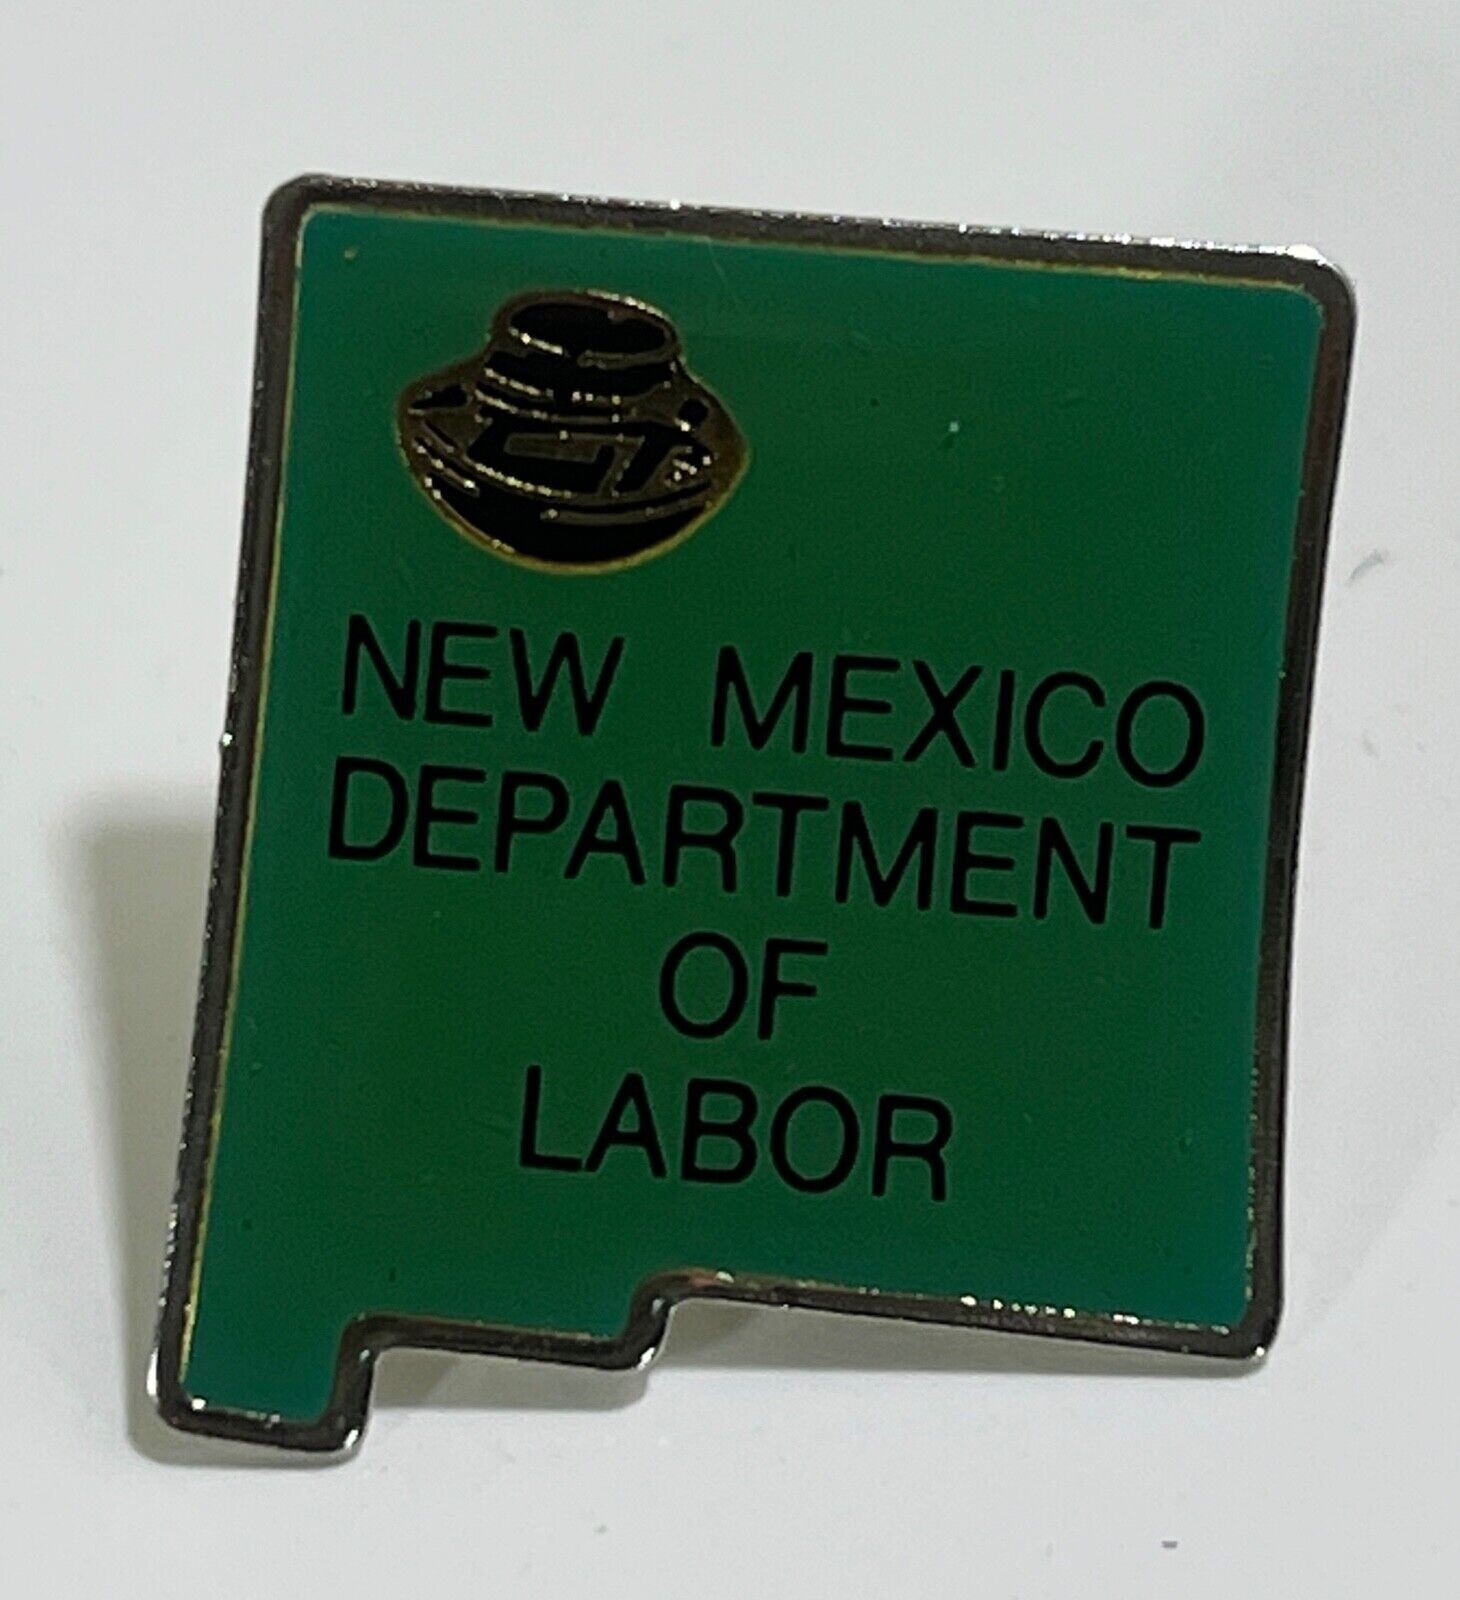 NEW MEXICO
DEPARTMENT
OF
LABOR